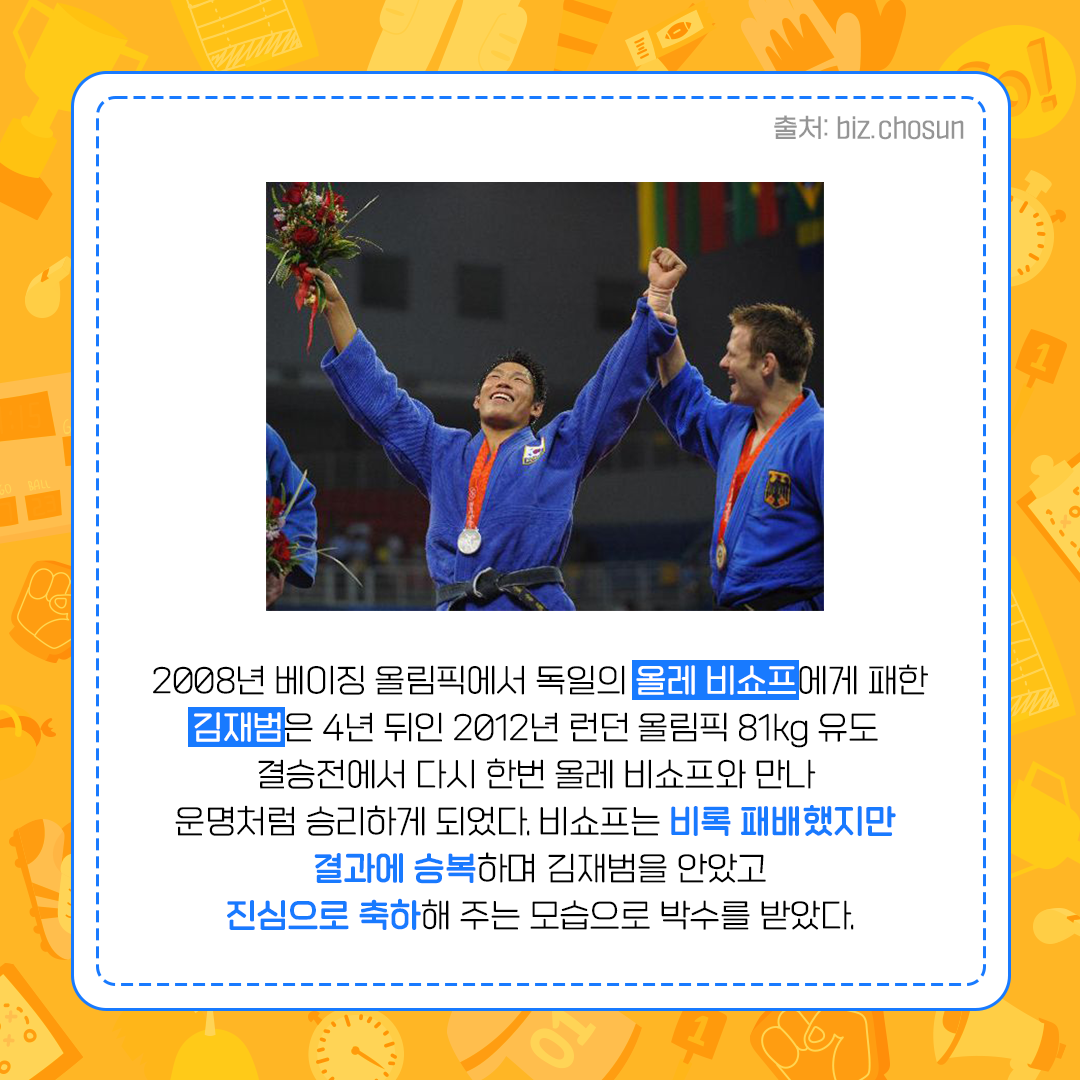 출처: biz.chosun
2008년 베이징 올림픽에서 독일의 올레 비쇼프에게 패한
김재범은 4년 뒤인 2012년 런던 올림픽 81kg 유도
결승전에서 다시 한번 올레 비쇼프와 만나
운명처럼 승리하게 되었다. 비쇼프는 비록 패배했지만
결과에 승복하며 김재범을 안았고
진심으로 축하해 주는 모습으로 박수를 받았다.
Go!
1
BALL
01
1